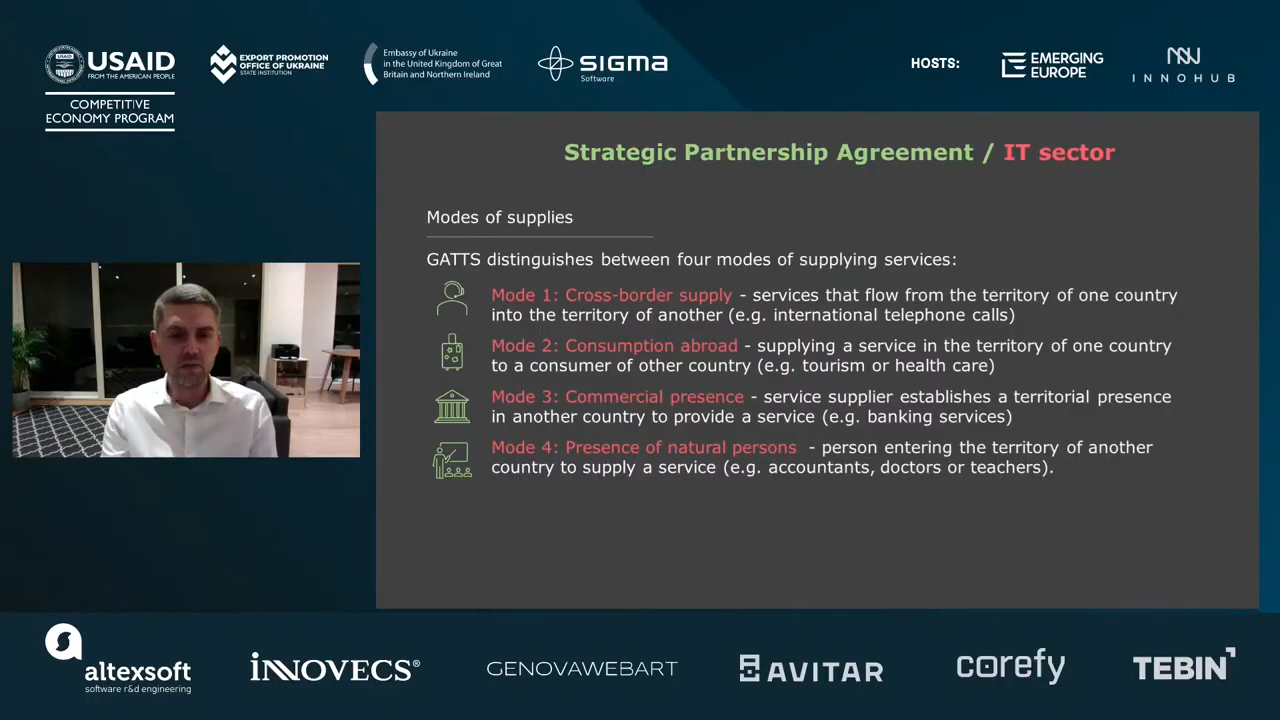 USAID
FROM THE AMERICAN PEOPLE
COMPETITIVE
ECONOMY PROGRAM
EXPORT PROMOTION
OFFICE OF UKRAINE
STATE INSTITUTION
Embassy of Ukraine
in the United Kingdom of Great
Britain and Northern Ireland
SIGMA
Software
HOSTS:
EMERGING
EUROPE
INNOHUB
Strategic Partnership Agreement / IT sector
Modes of supplies
GATTS distinguishes between four modes of supplying services:
Mode 1: Cross-border supply - services that flow from the territory of one country
into the territory of another (e.g. international telephone calls)
Mode 2: Consumption abroad - supplying a service in the territory of one country
to a consumer of other country (e.g. tourism or health care)
Mode 3: Commercial presence - service supplier establishes a territorial presence
in another country to provide a service (e.g. banking services)
Mode 4: Presence of natural persons - person entering the territory of another
country to supply a service (e.g. accountants, doctors or teachers).
altexsoft
software r&d engineering
INNOVECS®
GENOVAWEBART
AVITAR
corefy
TEBIN